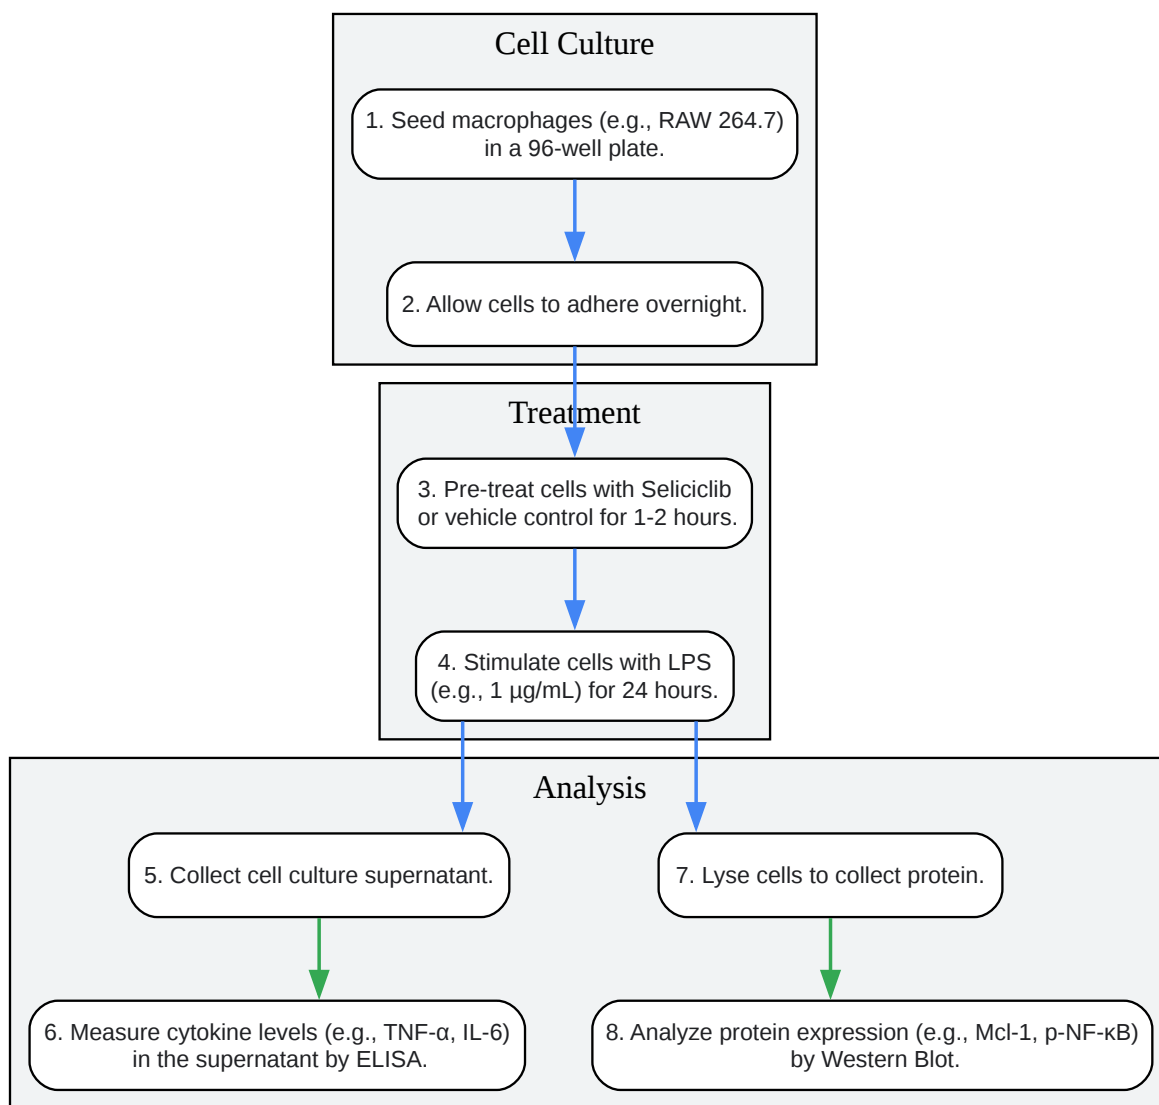 Cell Culture
1. Seed macrophages (e.g., RAW 264.7)
in a 96-well plate.
2. Allow cells to adhere overnight.
Treatment
3. Pre-treat cells with Seliciclib
or vehicle control for 1-2 hours.
4. Stimulate cells with LPS
(e.g., 1 µg/mL) for 24 hours.
Analysis
5. Collect cell culture supernatant.
6. Measure cytokine levels (e.g., TNF-α, IL-6)
in the supernatant by ELISA.
7. Lyse cells to collect protein.
8. Analyze protein expression (e.g., Mcl-1, p-NF-κB)
by Western Blot.